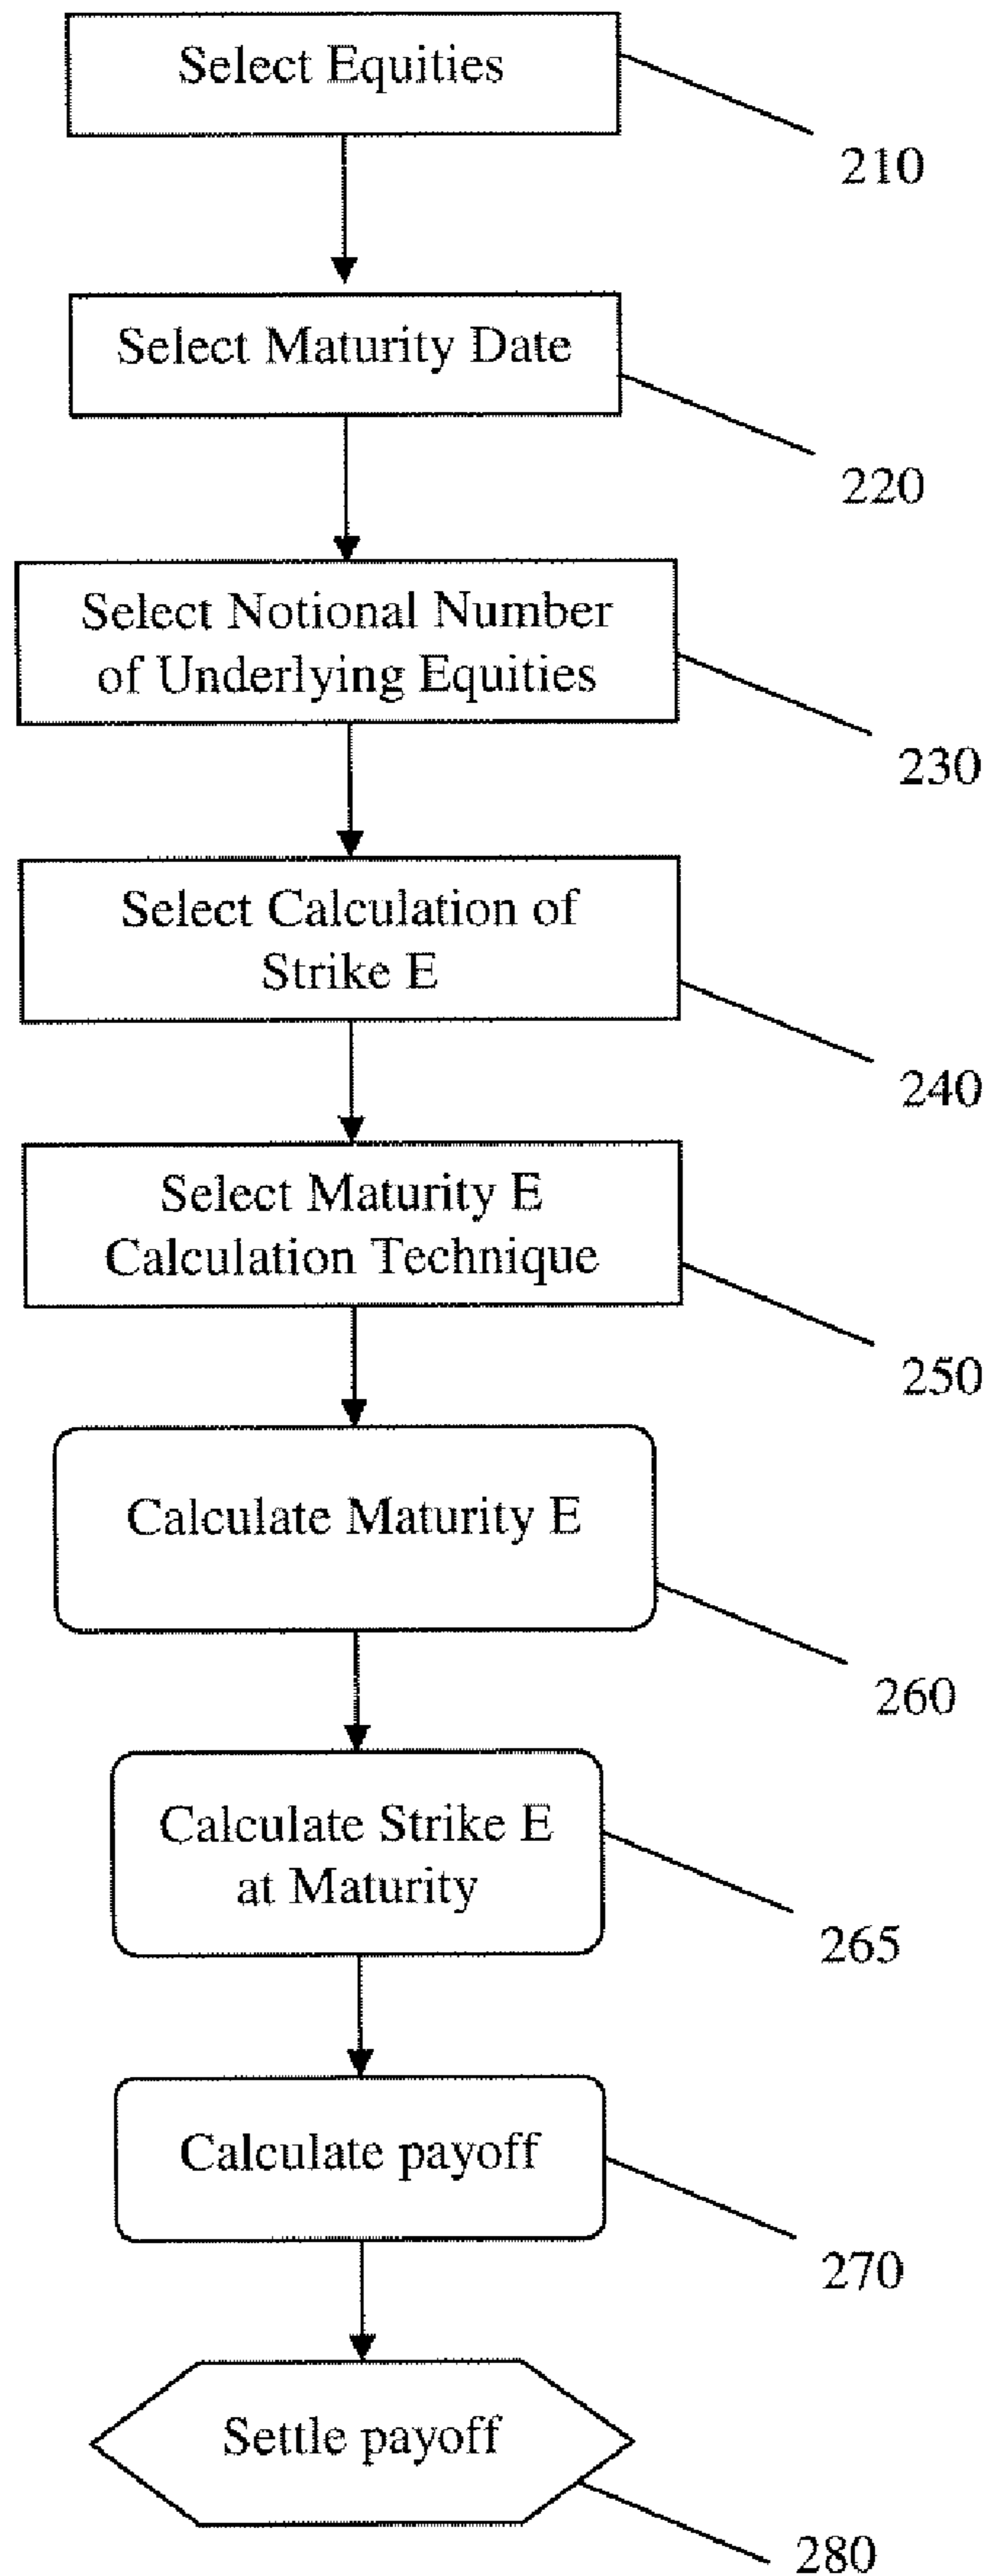 Select Equities
210
Select Maturity Date
220
Select Notional Number
of Underlying Equities
230
Select Calculation of
Strike E
240
Select Maturity E
Calculation Technique
250
Calculate Maturity E
260
Calculate Strike E
at Maturity
265
Calculate payoff
270
Settle payoff
280